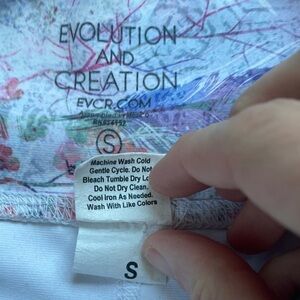 EVOLUTION
AND
CREATION
EVCR.COM
S
Machine Wash Cold
Gentle Cycle. Do Not
Bleach Tumble Dry Lo
Do Not Dry Clean.
Cool Iron As Needed.
Wash With Like Colors
S